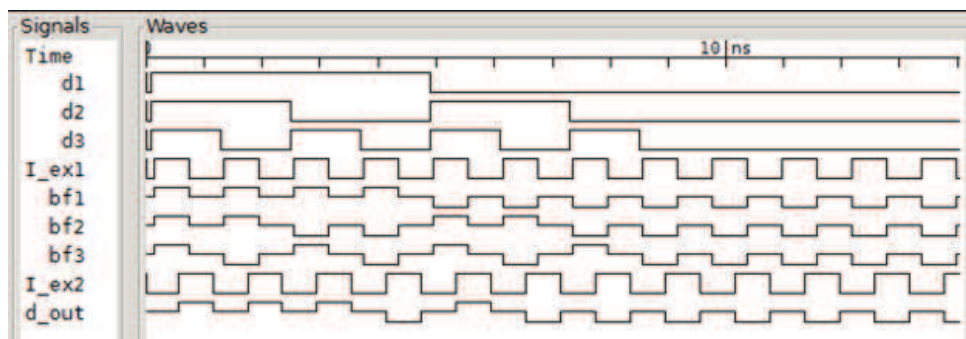 Signals
Waves
Time
10 ns
d1
d2
d3
I_ex1
bf1
bf2
bf3
I_ex2
d_out